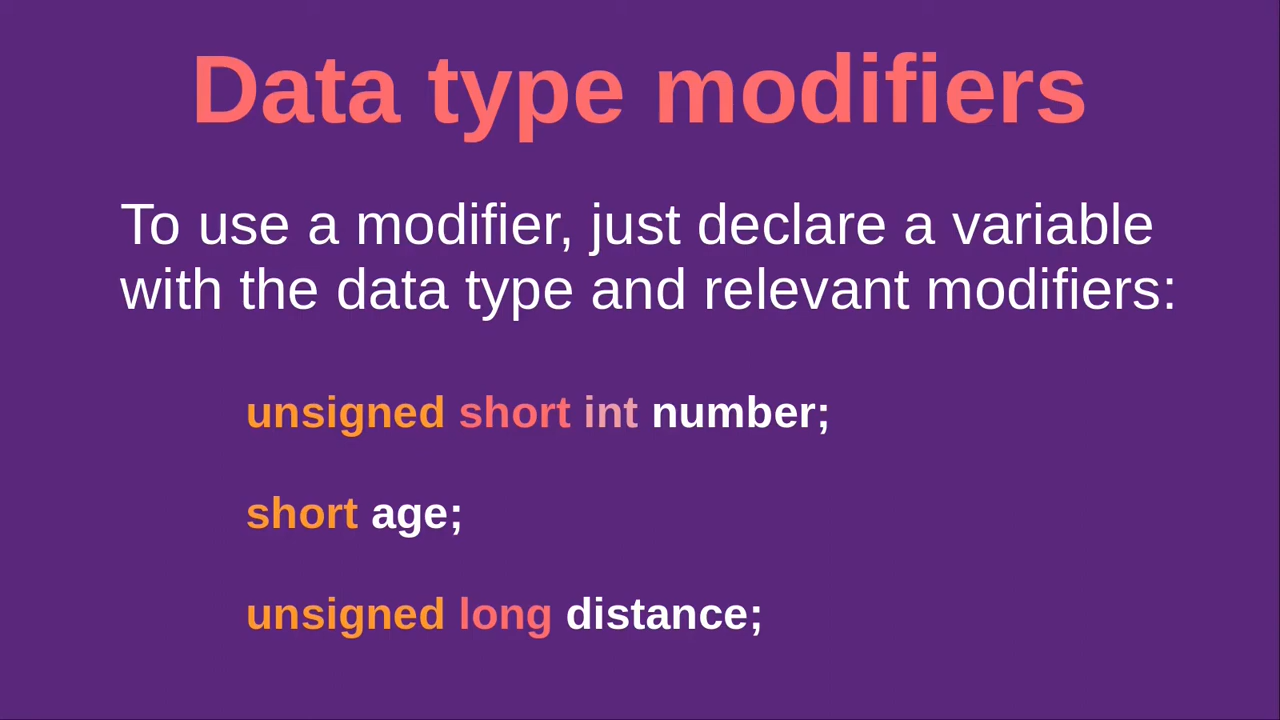 Data type modifiers
To use a modifier, just declare a variable
with the data type and relevant modifiers:
unsigned short int number;
short age;
unsigned long distance;